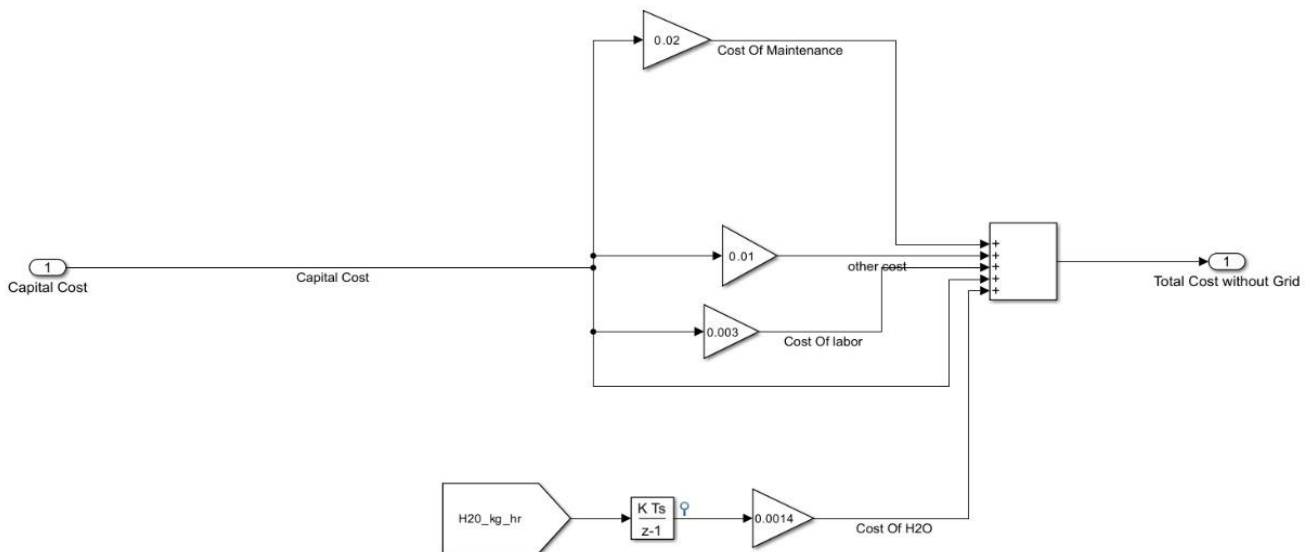 0.02
Cost Of Maintenance
1
Capital Cost
Capital Cost
0.01
other cost
0.003
Cost Of labor
+
+
+
+
+
1
Total Cost without Grid
H20_kg_hr
K Ts
z-1
0.0014
Cost Of H2O